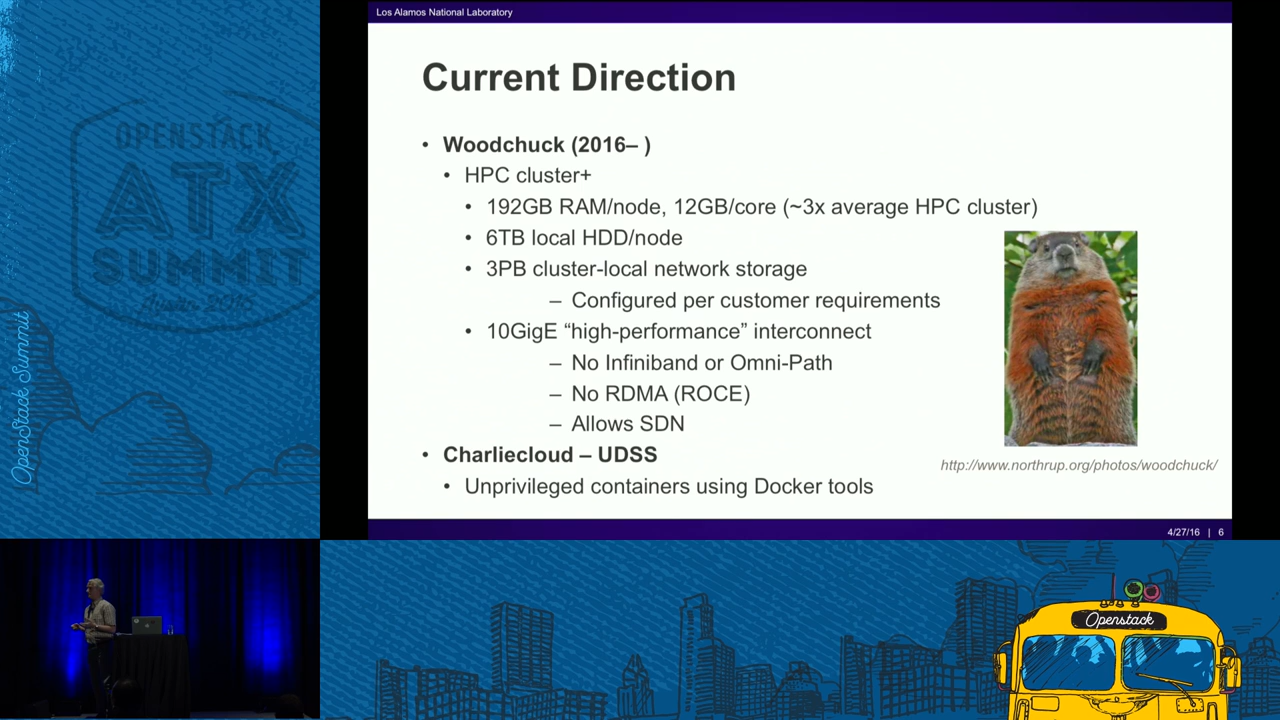 Los Alamos National Laboratory
Current Direction
• Woodchuck (2016– )
• HPC cluster+
• 192GB RAM/node, 12GB/core (~3x average HPC cluster)
• 6TB local HDD/node
• 3PB cluster-local network storage
– Configured per customer requirements
• 10GigE “high-performance” interconnect
– No Infiniband or Omni-Path
– No RDMA (ROCE)
– Allows SDN
• Charliecloud – UDSS
• Unprivileged containers using Docker tools
http://www.northrup.org/photos/woodchuck/
4/27/16 | 6
OPENSTACK
ATX
SUMMIT
Austin 2016
OpenStack Summit
Openstack